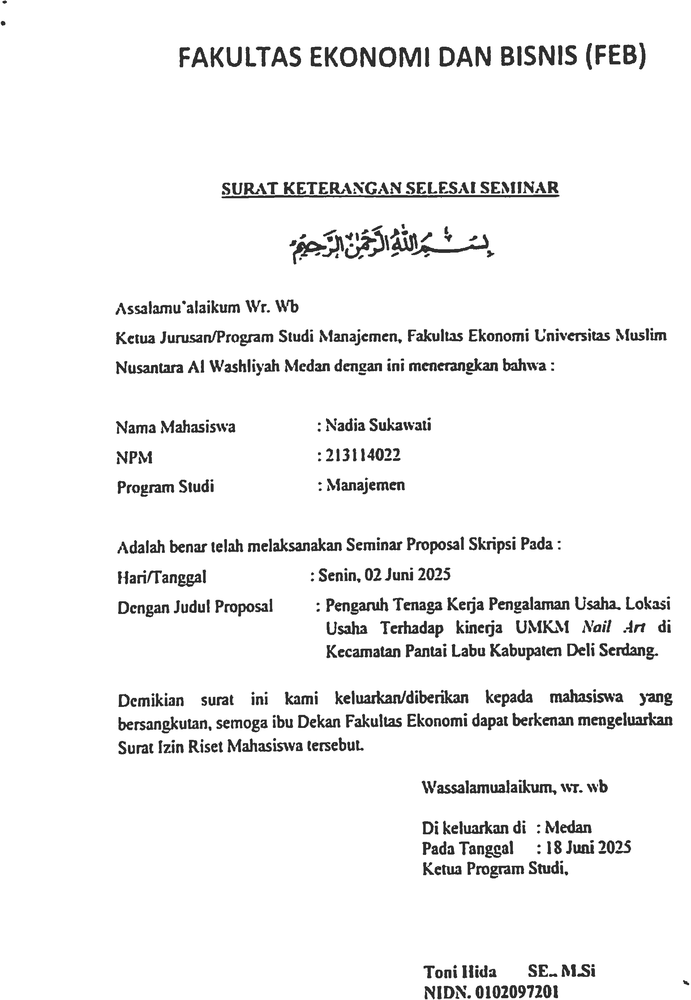 FAKULTAS EKONOMI DAN BISNIS (FEB)
SURAT KETERANGAN SELESAI SEMINAR
بِسْمِ اللَّهِ الرَّحْمَٰنِ الرَّحِيمِ
Assalamu'alaikum Wr. Wb
Ketua Jurusan/Program Studi Manajemen, Fakultas Ekonomi Universitas Muslim
Nusantara Al Washliyah Medan dengan ini menerangkan bahwa :
Nama Mahasiswa : Nadia Sukawati
NPM : 213114022
Program Studi : Manajemen
Adalah benar telah melaksanakan Seminar Proposal Skripsi Pada :
Hari/Tanggal : Senin, 02 Juni 2025
Dengan Judul Proposal : Pengaruh Tenaga Kerja Pengalaman Usaha. Lokasi
Usaha Terhadap kinerja UMKM Nail Art di
Kecamatan Pantai Labu Kabupaten Deli Serdang.
Demikian surat ini kami keluarkan/diberikan kepada mahasiswa yang
bersangkutan, semoga ibu Dekan Fakultas Ekonomi dapat berkenan mengeluarkan
Surat Izin Riset Mahasiswa tersebut.
Wassalamualaikum, wr. wb
Di keluarkan di : Medan
Pada Tanggal : 18 Juni 2025
Ketua Program Studi,
Toni Hida SE., M.Si
NIDN. 0102097201